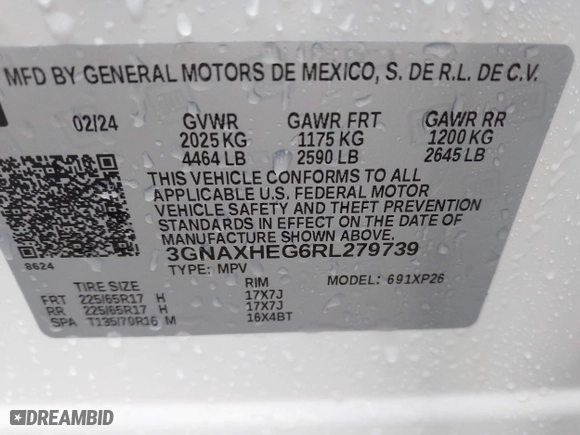 MFD BY GENERAL MOTORS DE MEXICO, S. DE R.L. DE C.V.
02/24 GVWR GAWR FRT GAWR RR
2025 KG 1175 KG 1200 KG
4464 LB 2590 LB 2645 LB
THIS VEHICLE CONFORMS TO ALL
APPLICABLE U.S. FEDERAL MOTOR
VEHICLE SAFETY AND THEFT PREVENTION
STANDARDS IN EFFECT ON THE DATE OF
MANUFACTURE SHOWN ABOVE.
3GNAXHEG6RL279739
8624 TYPE: MPV MODEL: 691XP26
TIRE SIZE RIM
FRT 225/65R17 H 17X7J
RR 225/65R17 H 17X7J
SPA T135/70R16 M 16X4BT
DREAMBID